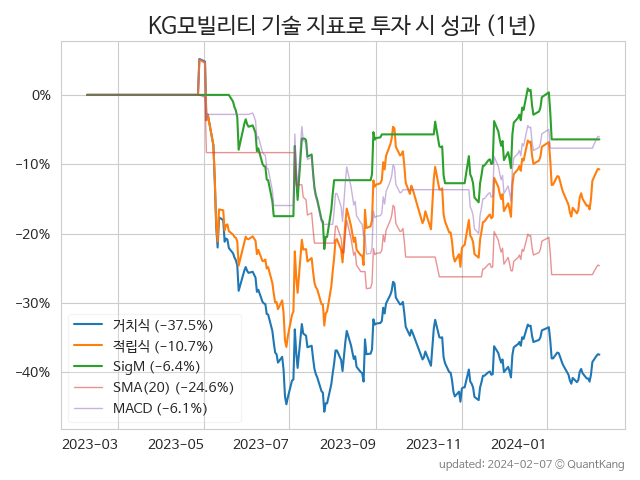 KG모빌리티 기술 지표로 투자 시 성과 (1년)
0%
−10%
−20%
−30%
−40%
거치식 (−37.5%)
적립식 (−10.7%)
SigM (−6.4%)
SMA(20) (−24.6%)
MACD (−6.1%)
2023−03 2023−05 2023−07 2023−09 2023−11 2024−01
updated: 2024−02−07 © QuantKang